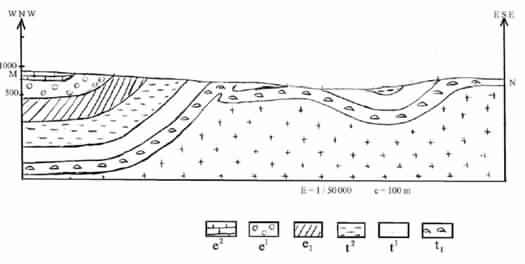 WNW ESE
1000
M
500
N
E = 1 / 50 000 e = 100 m
e² e¹ e₁ t² t¹ t₁